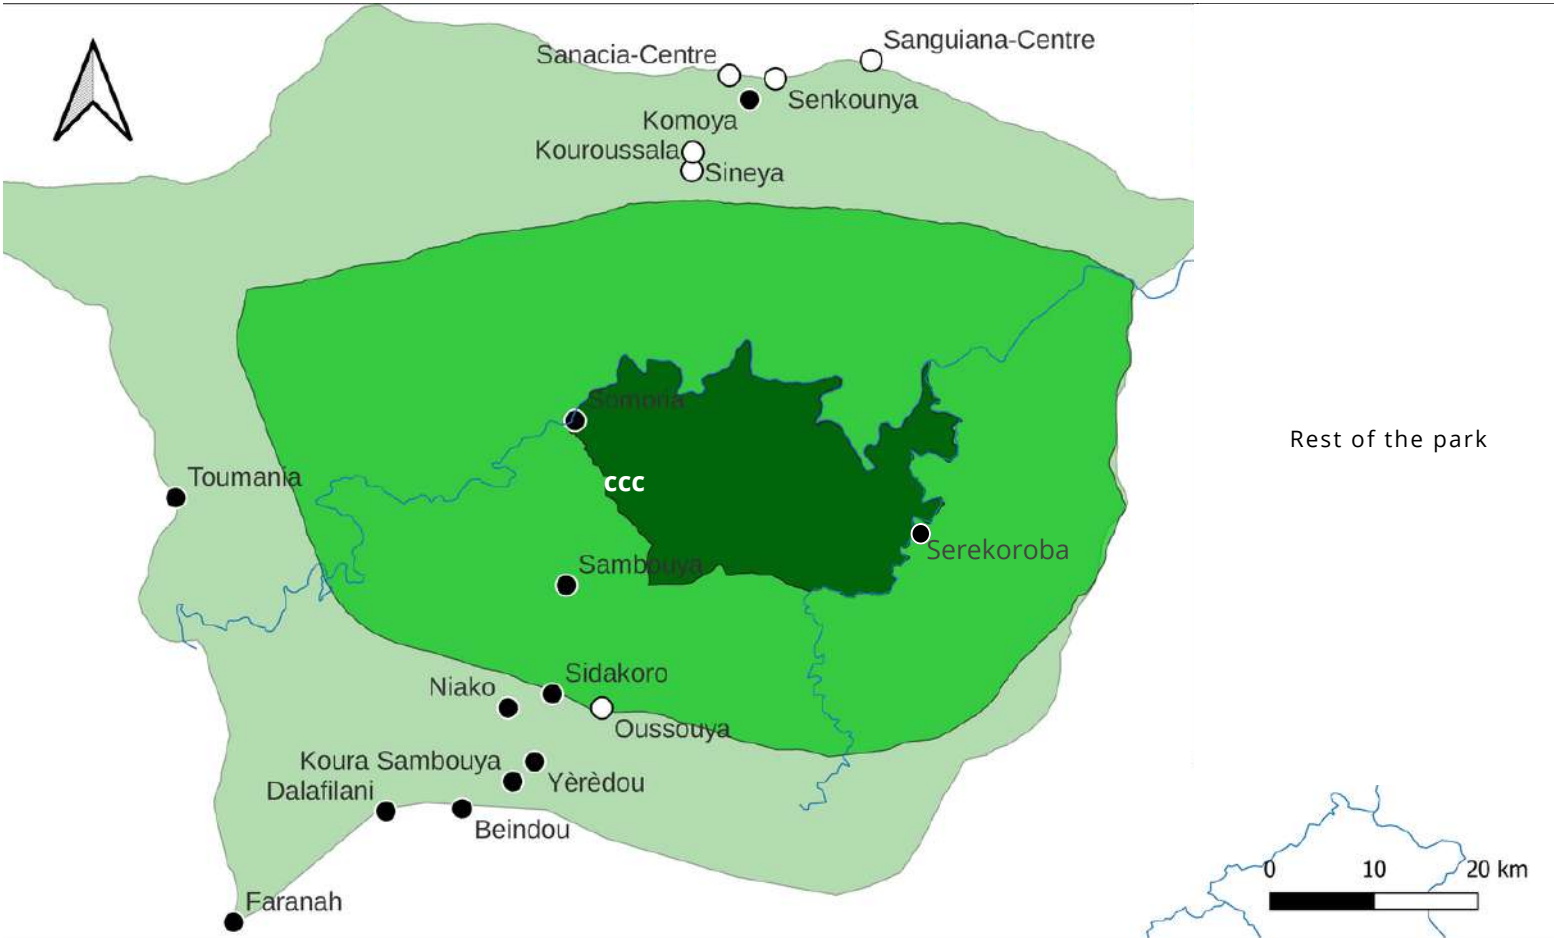 Sanguiana-Centre
Sanacia-Centre
Senkounya
Komoya
Kouroussala
Sineya
Somoria
Rest of the park
Toumania
ccc
Serekoroba
Sambouya
Sidakoro
Niako
Oussouya
Koura Sambouya
Yèrèdou
Dalafilani
Beindou
0 10 20 km
Faranah